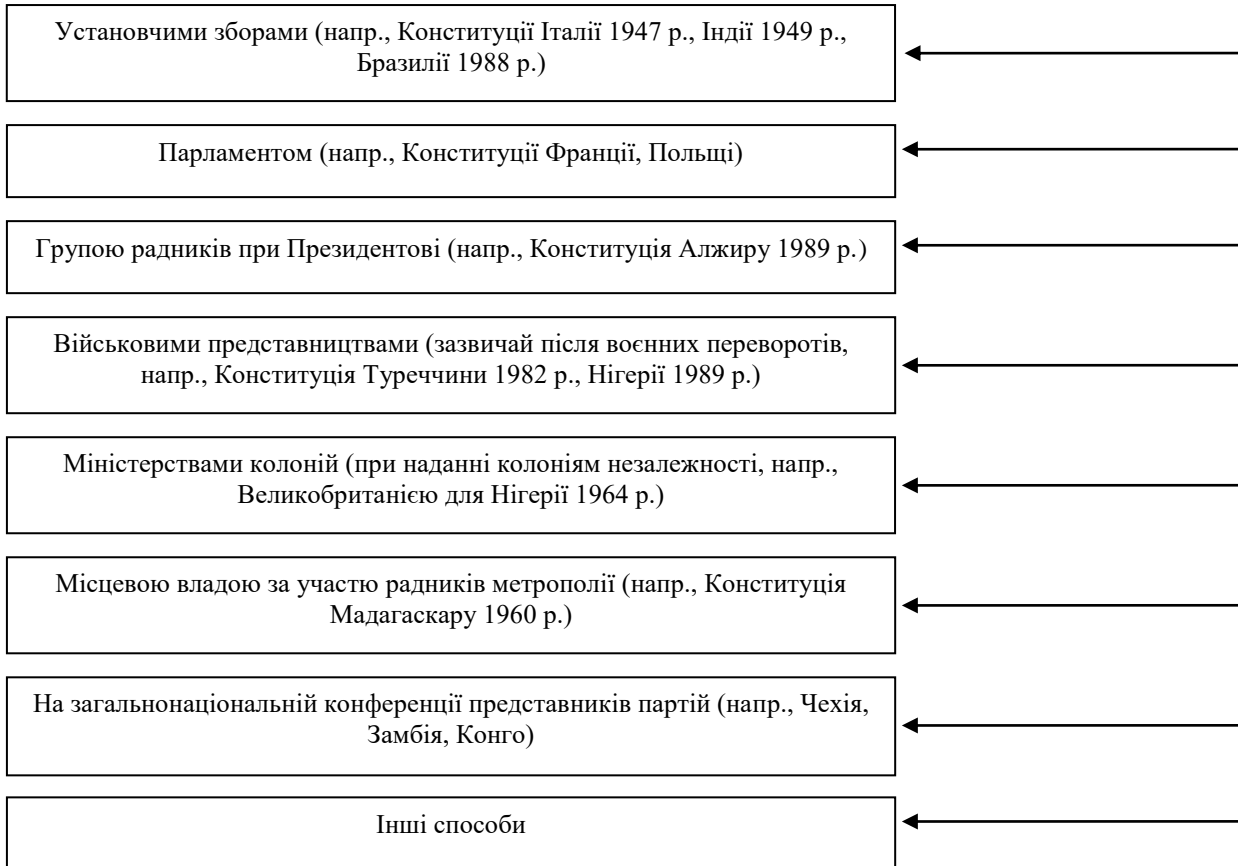 Установчими зборами (напр., Конституції Італії 1947 р., Індії 1949 р.,
Бразилії 1988 р.)
Парламентом (напр., Конституції Франції, Польщі)
Групою радників при Президентові (напр., Конституція Алжиру 1989 р.)
Військовими представництвами (зазвичай після воєнних переворотів,
напр., Конституція Туреччини 1982 р., Нігерії 1989 р.)
Міністерствами колоній (при наданні колоніям незалежності, напр.,
Великобританією для Нігерії 1964 р.)
Місцевою владою за участю радників метрополії (напр., Конституція
Мадагаскару 1960 р.)
На загальнонаціональній конференції представників партій (напр., Чехія,
Замбія, Конго)
Інші способи